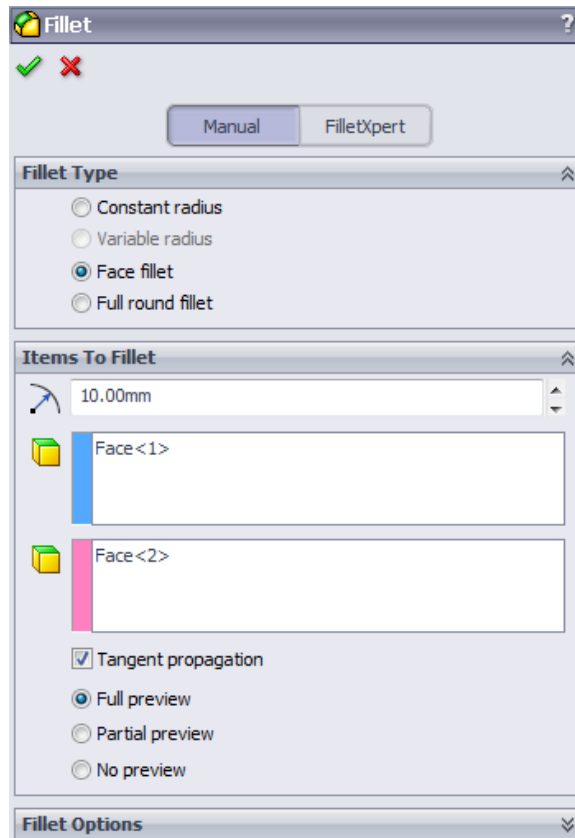 Fillet
?
Manual FilletXpert
Fillet Type
Constant radius
Variable radius
Face fillet
Full round fillet
Items To Fillet
10.00mm
Face<1>
Face<2>
Tangent propagation
Full preview
Partial preview
No preview
Fillet Options